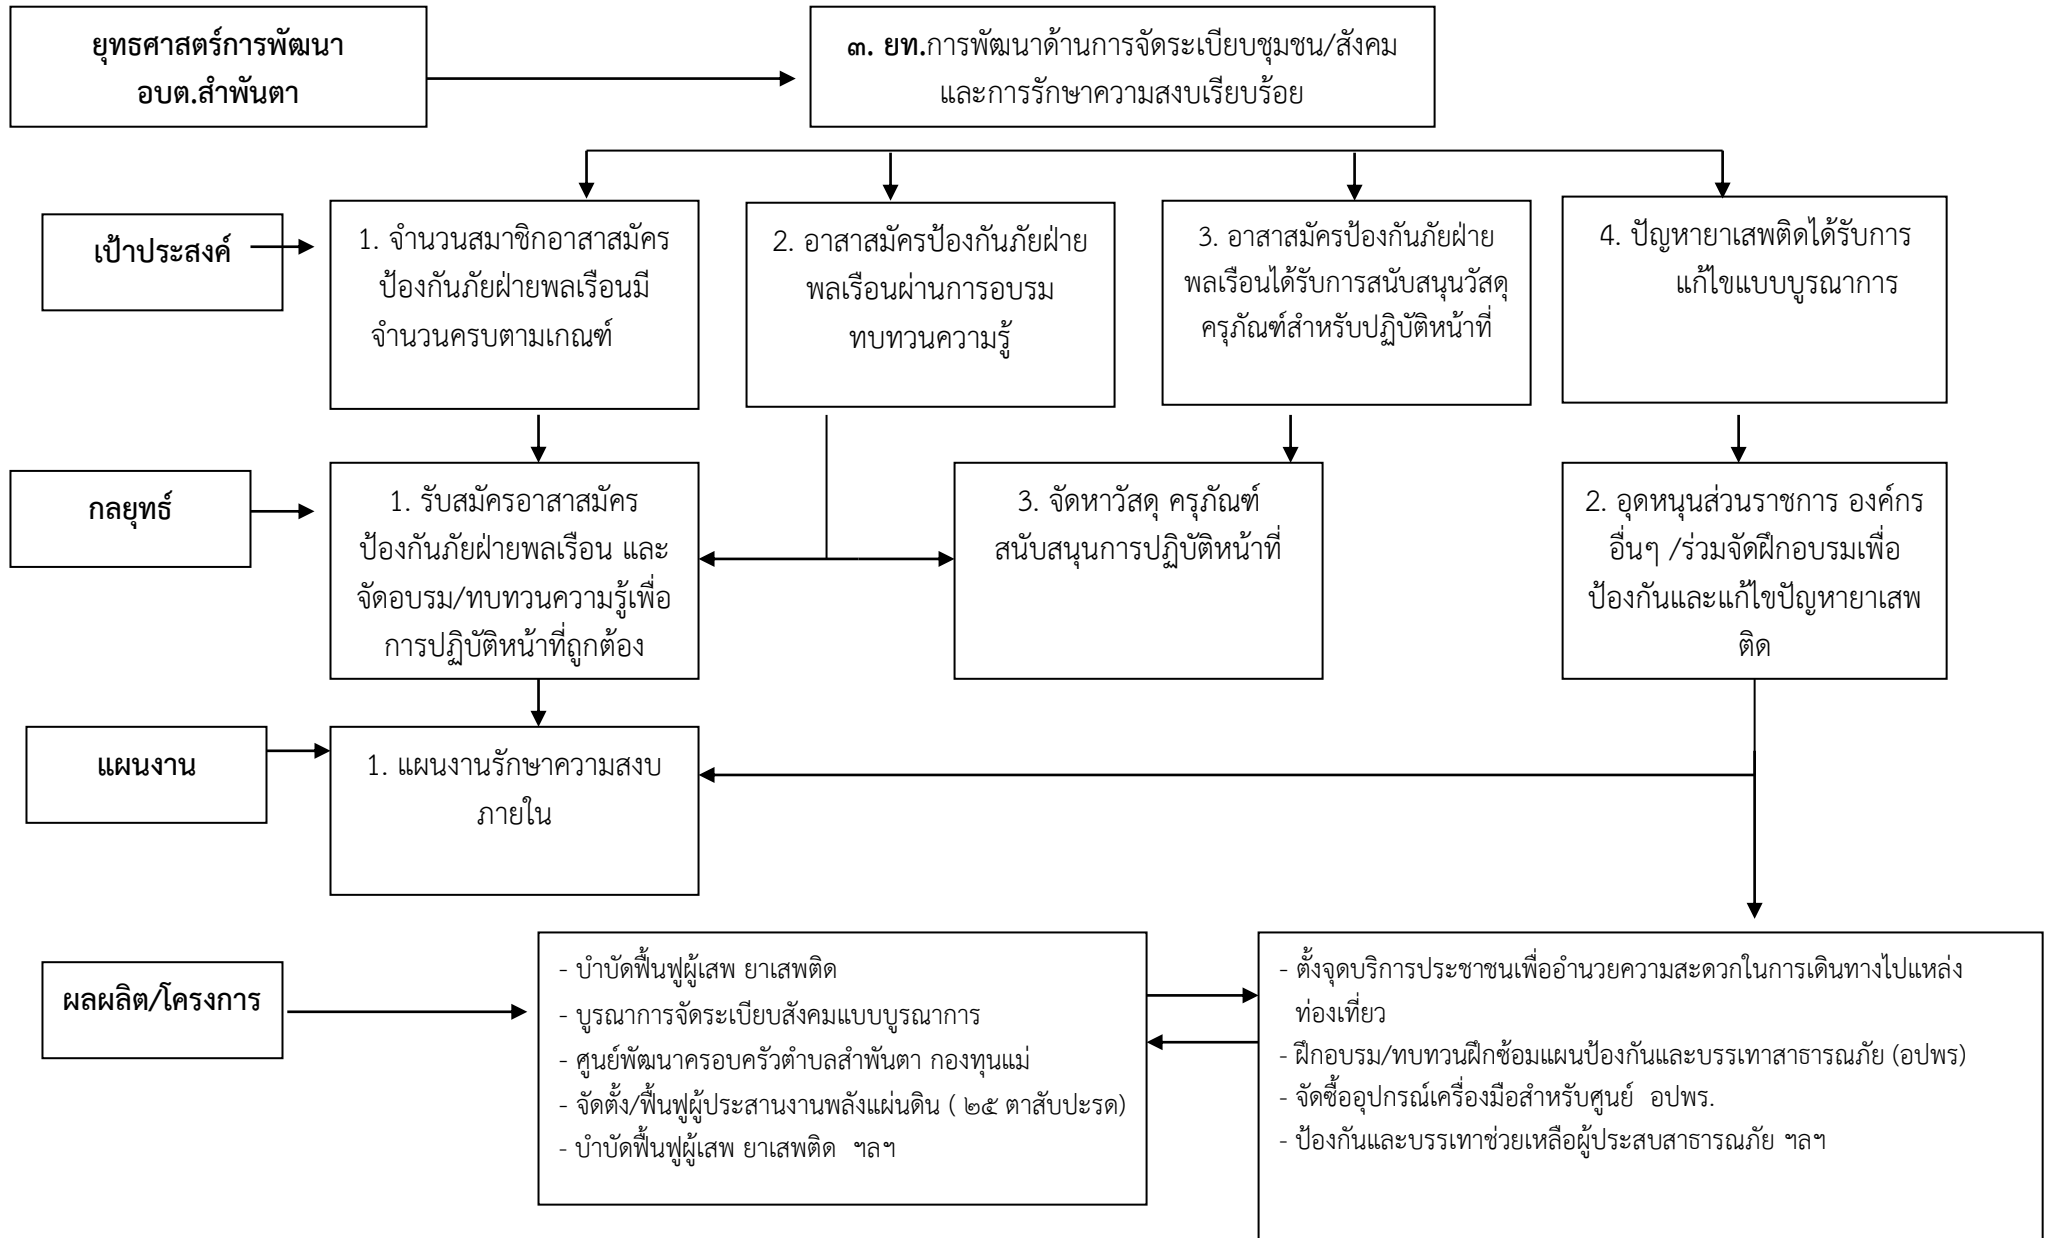 ยุทธศาสตร์การพัฒนา
อบต.สำพันตา
๓. ยท.การพัฒนาด้านการจัดระเบียบชุมชน/สังคม
และการรักษาความสงบเรียบร้อย
เป้าประสงค์
1. จำนวนสมาชิกอาสาสมัคร
ป้องกันภัยฝ่ายพลเรือนมี
จำนวนครบตามเกณฑ์
2. อาสาสมัครป้องกันภัยฝ่าย
พลเรือนผ่านการอบรม
ทบทวนความรู้
3. อาสาสมัครป้องกันภัยฝ่าย
พลเรือนได้รับการสนับสนุนวัสดุ
ครุภัณฑ์สำหรับปฏิบัติหน้าที่
4. ปัญหายาเสพติดได้รับการ
แก้ไขแบบบูรณาการ
กลยุทธ์
1. รับสมัครอาสาสมัคร
ป้องกันภัยฝ่ายพลเรือน และ
จัดอบรม/ทบทวนความรู้เพื่อ
การปฏิบัติหน้าที่ถูกต้อง
3. จัดหาวัสดุ ครุภัณฑ์
สนับสนุนการปฏิบัติหน้าที่
2. อุดหนุนส่วนราชการ องค์กร
อื่นๆ /ร่วมจัดฝึกอบรมเพื่อ
ป้องกันและแก้ไขปัญหายาเสพ
ติด
แผนงาน
1. แผนงานรักษาความสงบ
ภายใน
ผลผลิต/โครงการ
- บำบัดฟื้นฟูผู้เสพ ยาเสพติด
- บูรณาการจัดระเบียบสังคมแบบบูรณาการ
- ศูนย์พัฒนาครอบครัวตำบลสำพันตา กองทุนแม่
- จัดตั้ง/ฟื้นฟูผู้ประสานงานพลังแผ่นดิน ( ๒๕ ตาสับปะรด)
- บำบัดฟื้นฟูผู้เสพ ยาเสพติด ฯลฯ
- ตั้งจุดบริการประชาชนเพื่ออำนวยความสะดวกในการเดินทางไปแหล่ง
ท่องเที่ยว
- ฝึกอบรม/ทบทวนฝึกซ้อมแผนป้องกันและบรรเทาสาธารณภัย (อปพร)
- จัดซื้ออุปกรณ์เครื่องมือสำหรับศูนย์ อปพร.
- ป้องกันและบรรเทาช่วยเหลือผู้ประสบสาธารณภัย ฯลฯ